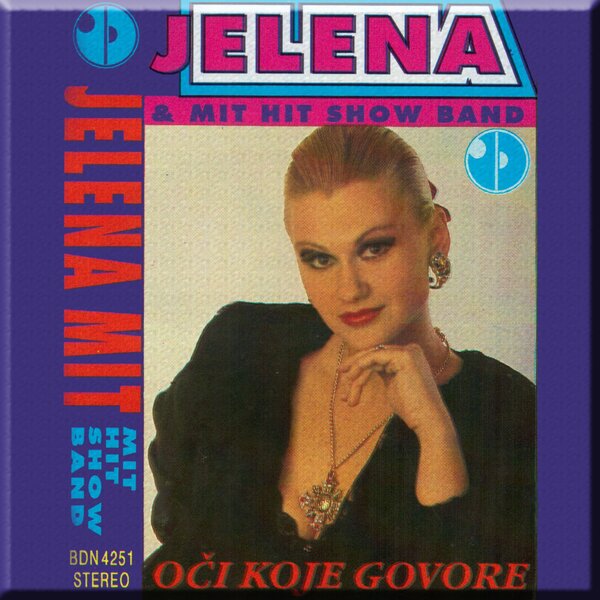 JELENA
& MIT HIT SHOW BAND
JELENA MIT
MIT
HIT
SHOW
BAND
BDN 4251
STEREO
OČI KOJE GOVORE